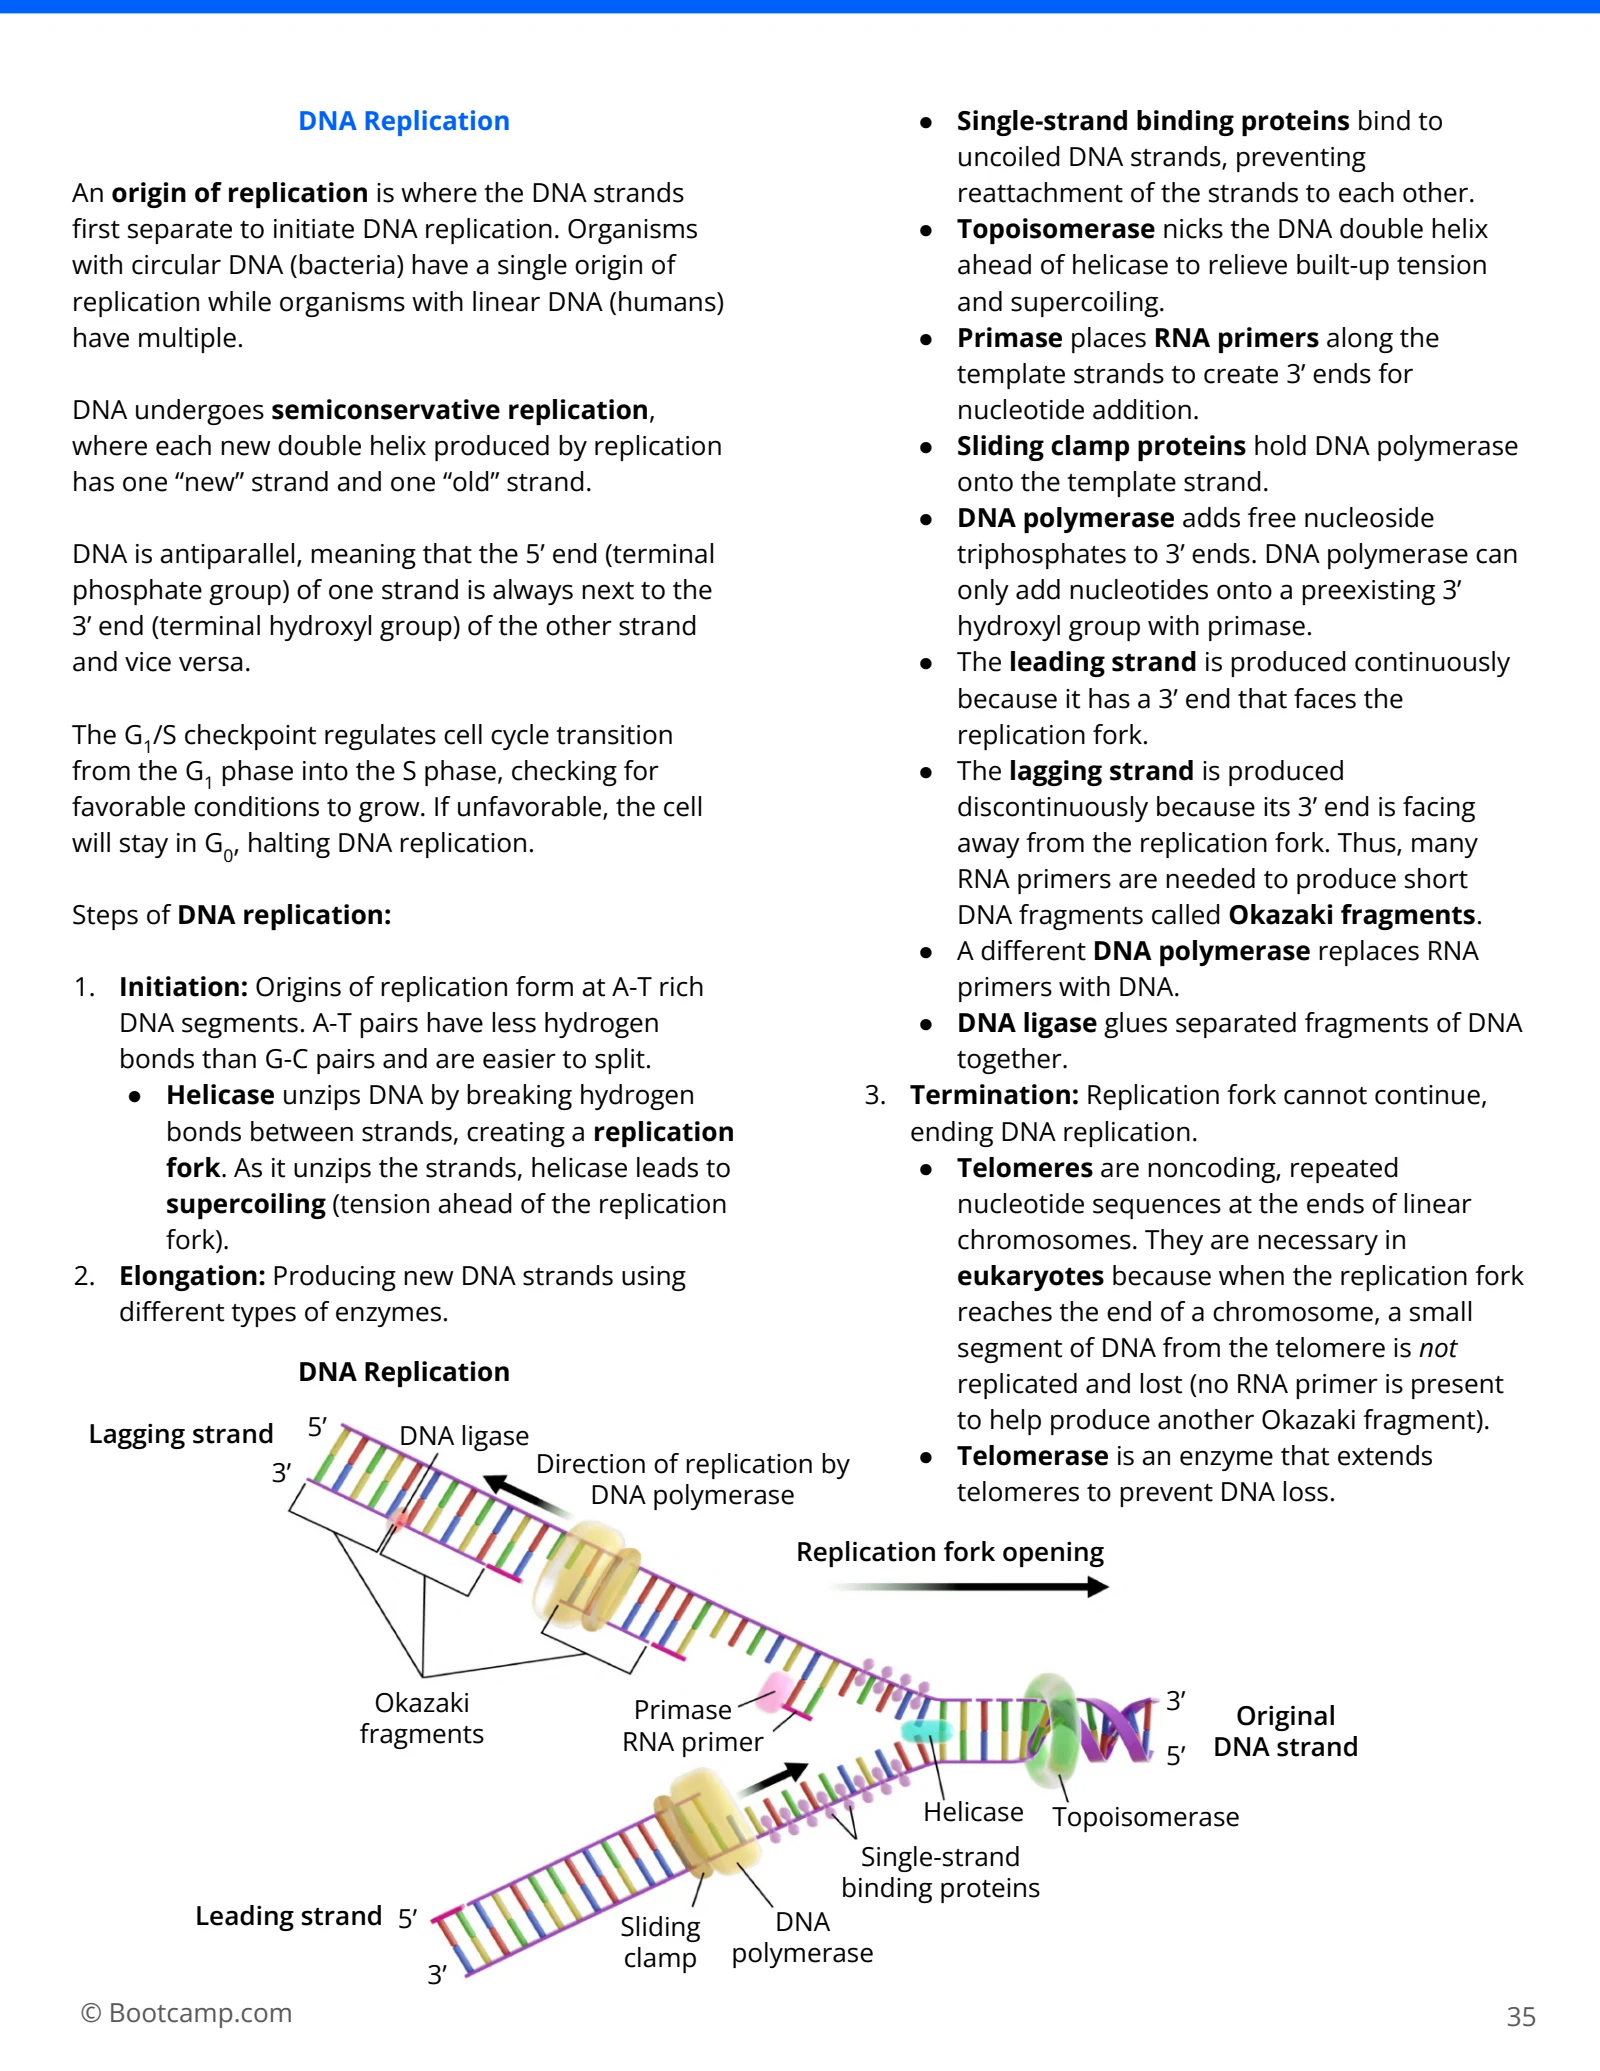 DNA Replication
An origin of replication is where the DNA strands
first separate to initiate DNA replication. Organisms
with circular DNA (bacteria) have a single origin of
replication while organisms with linear DNA (humans)
have multiple.
DNA undergoes semiconservative replication,
where each new double helix produced by replication
has one “new” strand and one “old” strand.
DNA is antiparallel, meaning that the 5’ end (terminal
phosphate group) of one strand is always next to the
3’ end (terminal hydroxyl group) of the other strand
and vice versa.
The G1/S checkpoint regulates cell cycle transition
from the G1 phase into the S phase, checking for
favorable conditions to grow. If unfavorable, the cell
will stay in G0, halting DNA replication.
Steps of DNA replication:
1. Initiation: Origins of replication form at A-T rich
DNA segments. A-T pairs have less hydrogen
bonds than G-C pairs and are easier to split.
● Helicase unzips DNA by breaking hydrogen
bonds between strands, creating a replication
fork. As it unzips the strands, helicase leads to
supercoiling (tension ahead of the replication
fork).
2. Elongation: Producing new DNA strands using
different types of enzymes.
● Single-strand binding proteins bind to
uncoiled DNA strands, preventing
reattachment of the strands to each other.
● Topoisomerase nicks the DNA double helix
ahead of helicase to relieve built-up tension
and supercoiling.
● Primase places RNA primers along the
template strands to create 3’ ends for
nucleotide addition.
● Sliding clamp proteins hold DNA polymerase
onto the template strand.
● DNA polymerase adds free nucleoside
triphosphates to 3’ ends. DNA polymerase can
only add nucleotides onto a preexisting 3’
hydroxyl group with primase.
● The leading strand is produced continuously
because it has a 3’ end that faces the
replication fork.
● The lagging strand is produced
discontinuously because its 3’ end is facing
away from the replication fork. Thus, many
RNA primers are needed to produce short
DNA fragments called Okazaki fragments.
● A different DNA polymerase replaces RNA
primers with DNA.
● DNA ligase glues separated fragments of DNA
together.
3. Termination: Replication fork cannot continue,
ending DNA replication.
● Telomeres are noncoding, repeated
nucleotide sequences at the ends of linear
chromosomes. They are necessary in
eukaryotes because when the replication fork
reaches the end of a chromosome, a small
segment of DNA from the telomere is not
replicated and lost (no RNA primer is present
to help produce another Okazaki fragment).
● Telomerase is an enzyme that extends
telomeres to prevent DNA loss.
DNA Replication
Lagging strand
5’
3’
DNA ligase
Direction of replication by
DNA polymerase
Replication fork opening
Okazaki
fragments
Primase
RNA primer
3’
5’
Original
DNA strand
Helicase
Topoisomerase
Single-strand
binding proteins
Leading strand
5’
3’
Sliding
clamp
DNA
polymerase
© Bootcamp.com
35